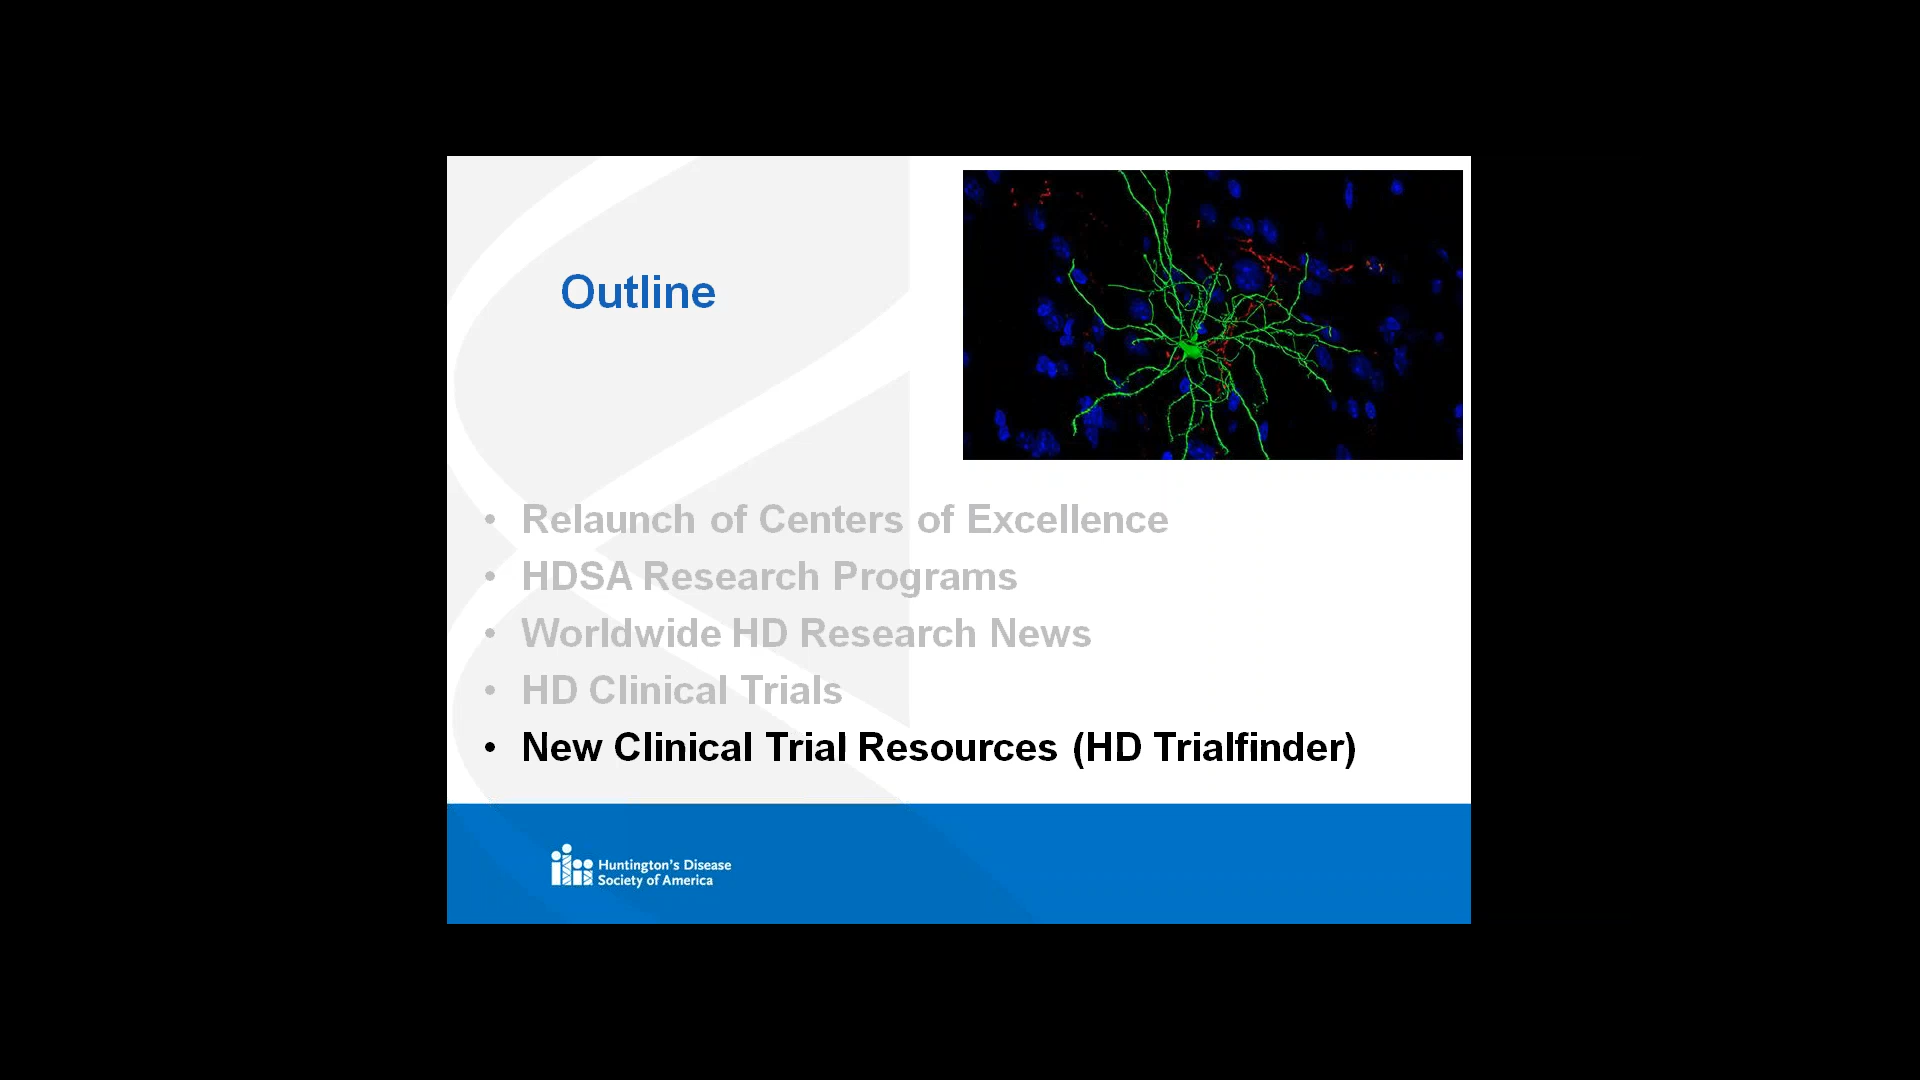 Outline
• Relaunch of Centers of Excellence
• HDSA Research Programs
• Worldwide HD Research News
• HD Clinical Trials
• New Clinical Trial Resources (HD Trialfinder)
Huntington's Disease
Society of America